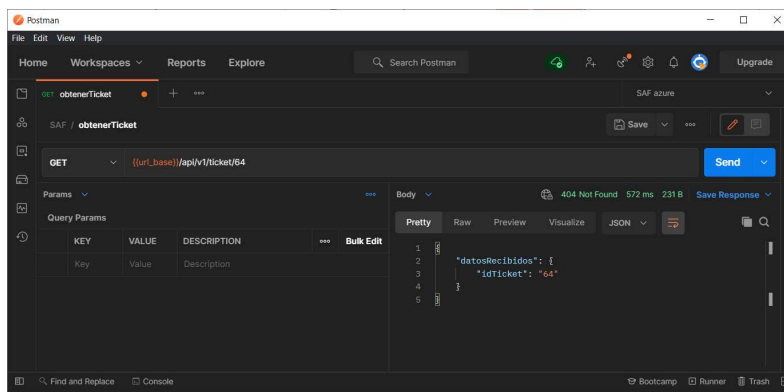 Postman
File Edit View Help
Home Workspaces Reports Explore Search Postman Upgrade
GET obtenerTicket SAF azure
SAF / obtenerTicket Save
GET {{url_base}}/api/v1/ticket/64 Send
Params Body 404 Not Found 572 ms 231 B Save Response
Query Params Pretty Raw Preview Visualize JSON
KEY VALUE DESCRIPTION Bulk Edit
Key Value Description
1 {
2 "datosRecibidos": {
3 "idTicket": "64"
4 }
5 }
Find and Replace Console Bootcamp Runner Trash